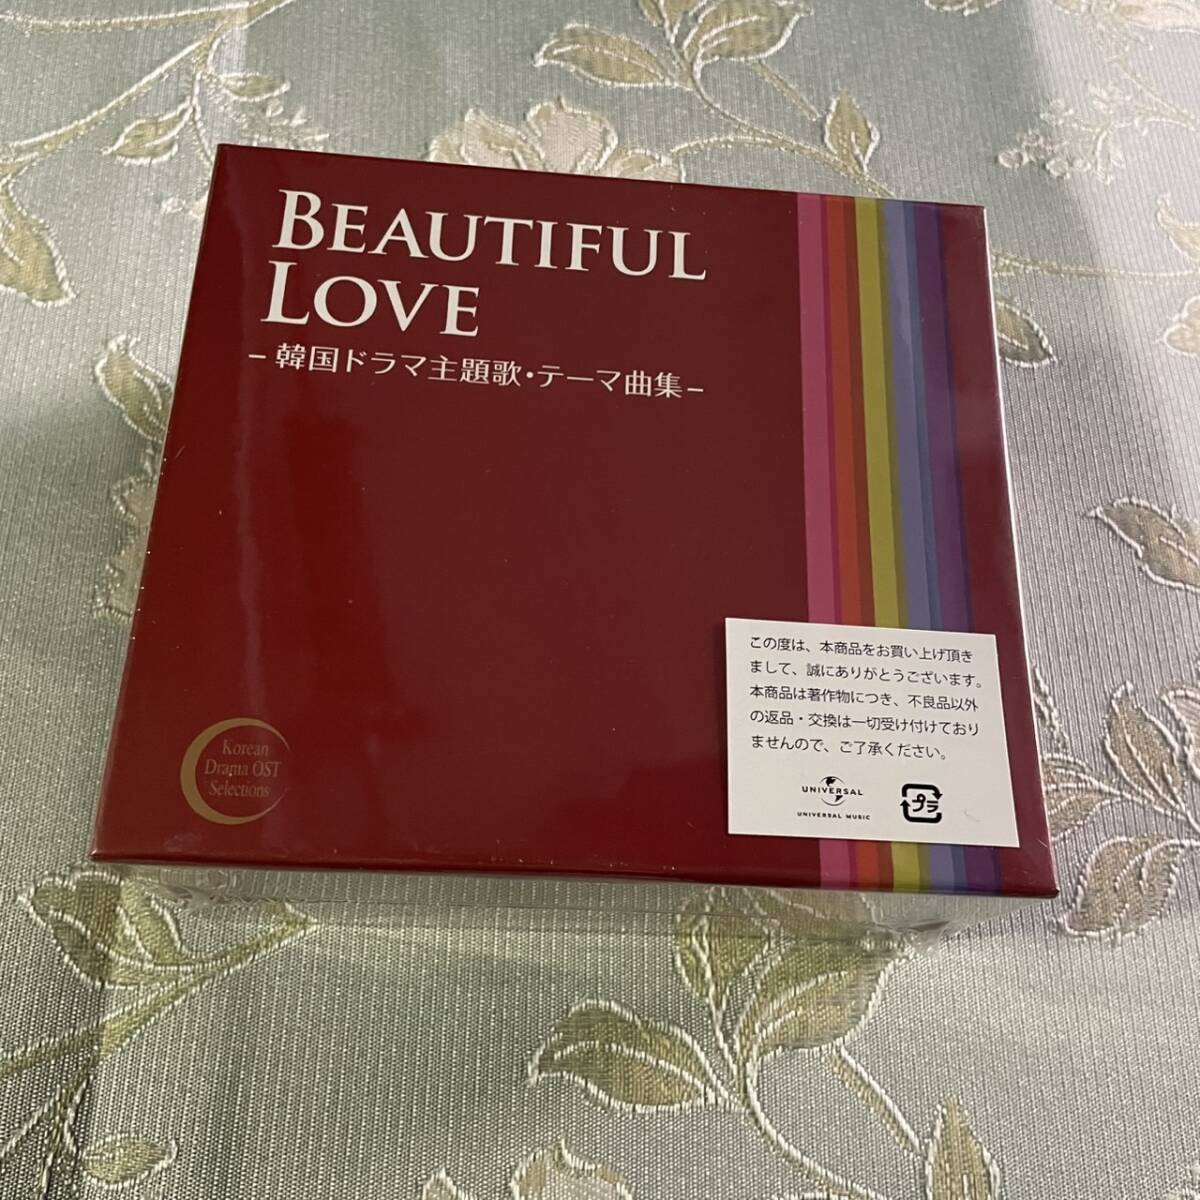 BEAUTIFUL
LOVE
−韓国ドラマ主題歌・テーマ曲集−
Korean
Drama OST
Selections
この度は、本商品をお買い上げ頂き
まして、誠にありがとうございます。
本商品は著作物につき、不良品以外
の返品・交換は一切受け付けており
ませんので、ご了承ください。
UNIVERSAL
UNIVERSAL MUSIC
プラ